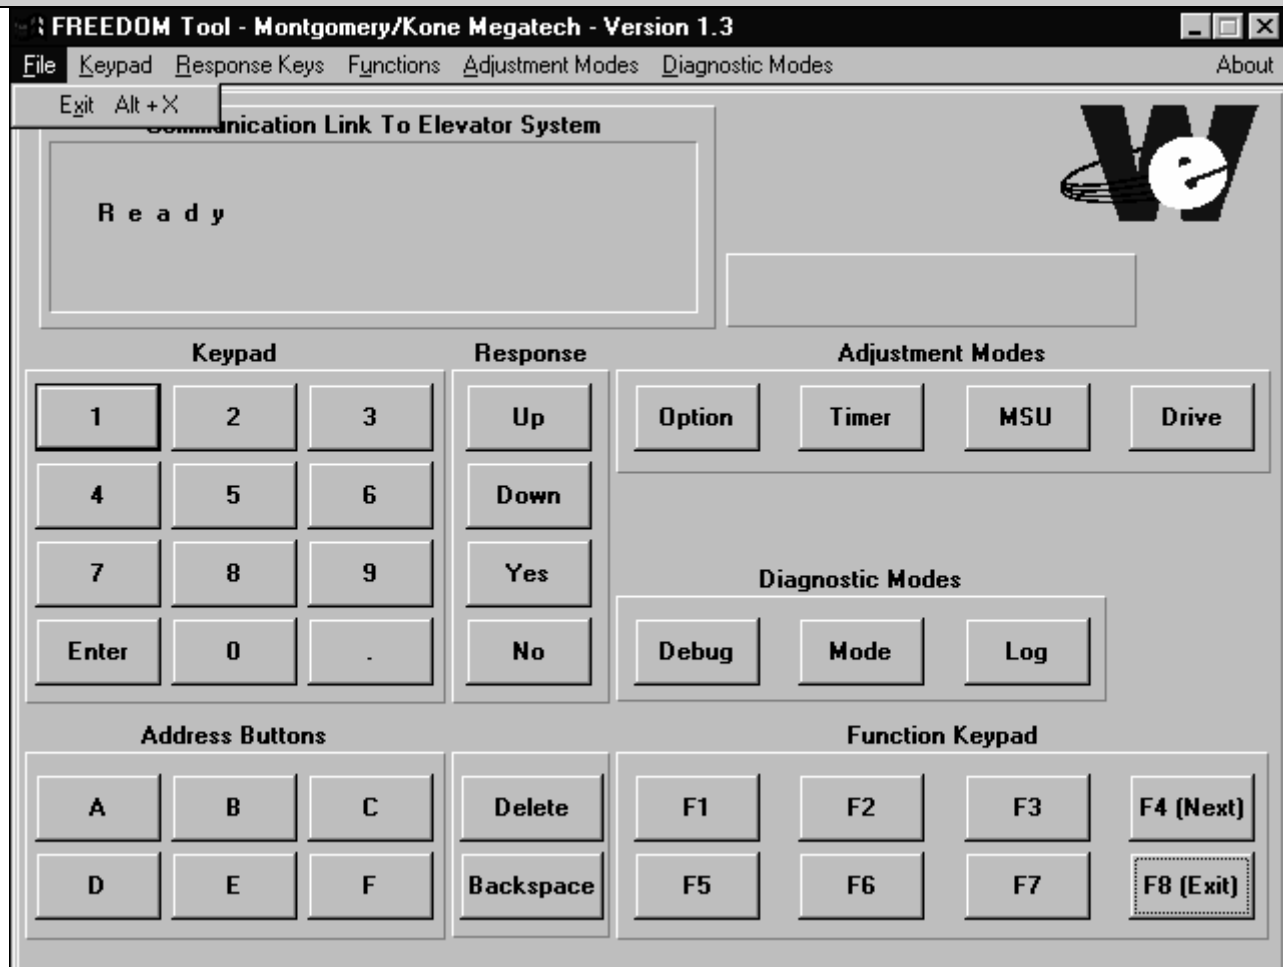 FREEDOM Tool - Montgomery/Kone Megatech - Version 1.3
File Keypad Response Keys Functions Adjustment Modes Diagnostic Modes About
Exit Alt + X
Link To Elevator System
Ready
Keypad Response Adjustment Modes
1 2 3 Up Option Timer MSU Drive
4 5 6 Down
7 8 9 Yes
Diagnostic Modes
Enter 0 . No Debug Mode Log
Address Buttons Function Keypad
A B C Delete F1 F2 F3 F4 (Next)
D E F Backspace F5 F6 F7 F8 (Exit)
We